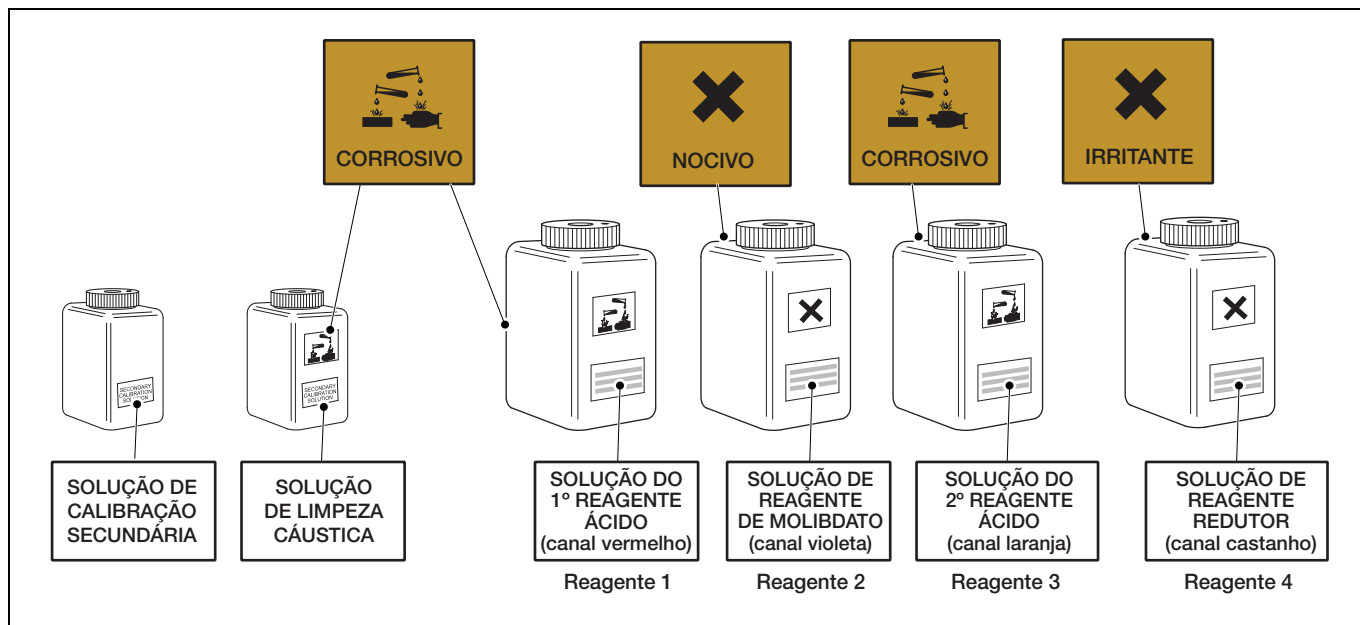 CORROSIVO
NOCIVO
CORROSIVO
IRRITANTE
SECONDARY
CALIBRATION
SOLUTION
SECONDARY
CALIBRATION
SOLUTION
SOLUÇÃO DE
CALIBRAÇÃO
SECUNDÁRIA
SOLUÇÃO
DE LIMPEZA
CÁUSTICA
SOLUÇÃO DO
1º REAGENTE
ÁCIDO
(canal vermelho)
Reagente 1
SOLUÇÃO DE
REAGENTE
DE MOLIBDATO
(canal violeta)
Reagente 2
SOLUÇÃO DO
2º REAGENTE
ÁCIDO
(canal laranja)
Reagente 3
SOLUÇÃO DE
REAGENTE
REDUTOR
(canal castanho)
Reagente 4